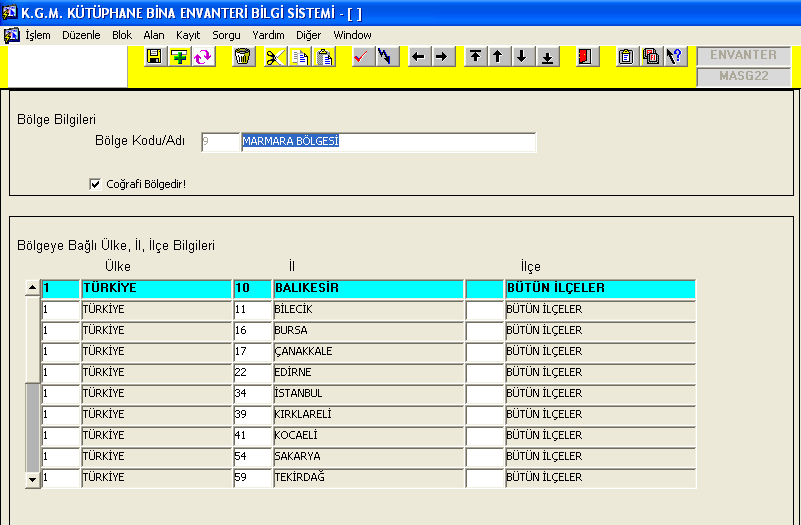 K.G.M. KÜTÜPHANE BİNA ENVANTERİ BİLGİ SİSTEMİ - [ ]
İşlem Düzenle Blok Alan Kayıt Sorgu Yardım Diğer Window
ENVANTER
MASG22
Bölge Bilgileri
Bölge Kodu/Adı 9 MARMARA BÖLGESİ
Coğrafi Bölgedir!
Bölgeye Bağlı Ülke, İl, İlçe Bilgileri
Ülke İl İlçe
1 TÜRKİYE 10 BALIKESİR BÜTÜN İLÇELER
1 TÜRKİYE 11 BİLECİK BÜTÜN İLÇELER
1 TÜRKİYE 16 BURSA BÜTÜN İLÇELER
1 TÜRKİYE 17 ÇANAKKALE BÜTÜN İLÇELER
1 TÜRKİYE 22 EDİRNE BÜTÜN İLÇELER
1 TÜRKİYE 34 İSTANBUL BÜTÜN İLÇELER
1 TÜRKİYE 39 KIRKLARELİ BÜTÜN İLÇELER
1 TÜRKİYE 41 KOCAELİ BÜTÜN İLÇELER
1 TÜRKİYE 54 SAKARYA BÜTÜN İLÇELER
1 TÜRKİYE 59 TEKİRDAĞ BÜTÜN İLÇELER